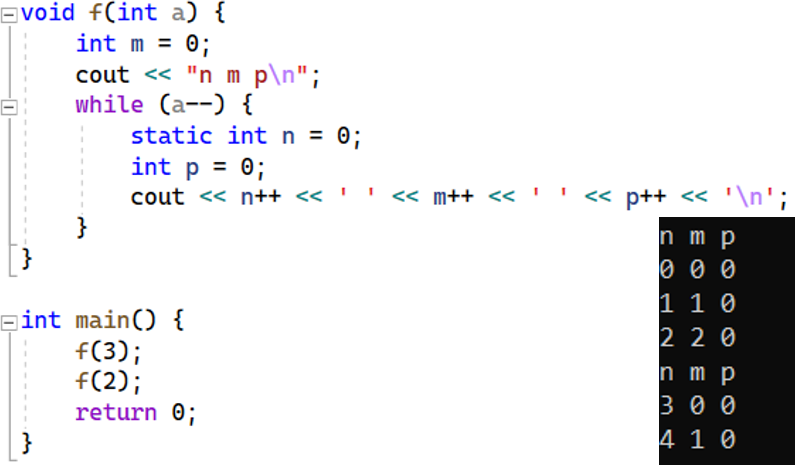 void f(int a) {
    int m = 0;
    cout << "n m p\n";
    while (a--) {
        static int n = 0;
        int p = 0;
        cout << n++ << ' ' << m++ << ' ' << p++ << '\n';
    }
}
int main() {
    f(3);
    f(2);
    return 0;
}
n m p
0 0 0
1 1 0
2 2 0
n m p
3 0 0
4 1 0